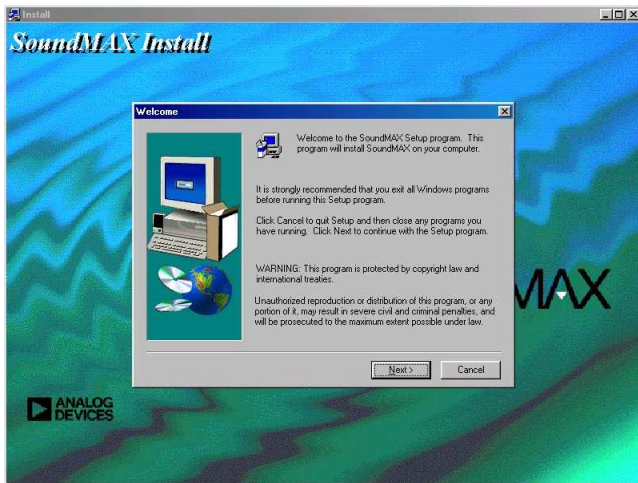 Install
SoundMAX Install
Welcome
Welcome to the SoundMAX Setup program. This
program will install SoundMAX on your computer.
It is strongly recommended that you exit all Windows programs
before running this Setup program.
Click Cancel to quit Setup and then close any programs you
have running. Click Next to continue with the Setup program.
WARNING: This program is protected by copyright law and
international treaties.
Unauthorized reproduction or distribution of this program, or any
portion of it, may result in severe civil and criminal penalties, and
will be prosecuted to the maximum extent possible under law.
MAX
Next >
Cancel
ANALOG
DEVICES